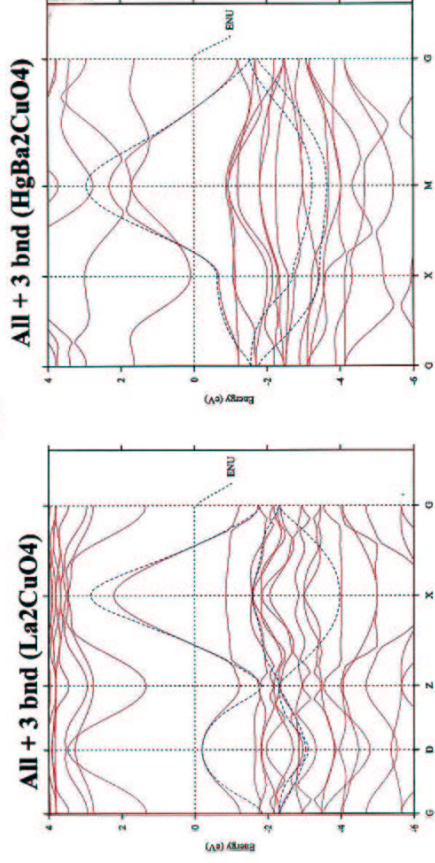 All + 3 bnd (La2CuO4)
4
2
0
-2
-4
-6
Energy (eV)
ENU
G
D
Z
X
G
All + 3 bnd (HgBa2CuO4)
4
2
0
-2
-4
-6
Energy (eV)
ENU
G
X
M
G